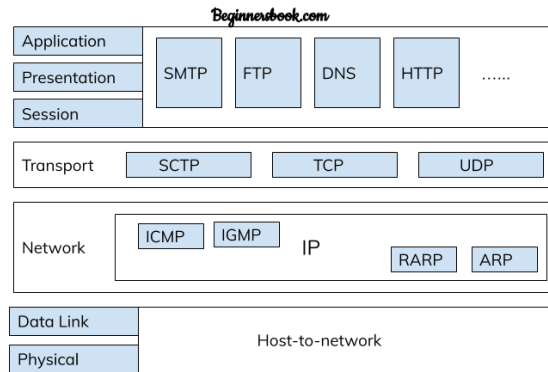 Beginnersbook.com
Application
Presentation
Session
SMTP FTP DNS HTTP ......
Transport SCTP TCP UDP
Network
ICMP IGMP IP
RARP ARP
Data Link
Physical
Host-to-network